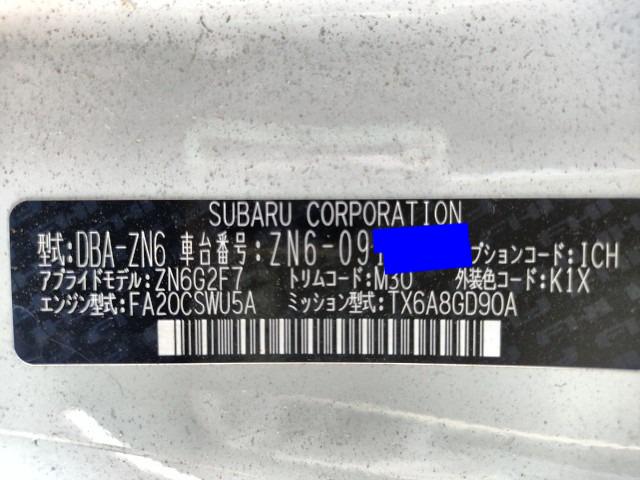 SUBARU CORPORATION
型式:DBA-ZN6 車台番号:ZN6-09 プションコード:ICH
アプライドモデル:ZN6G2F7 トリムコード:M30 外装色コード:K1X
エンジン型式:FA20CSWU5A ミッション型式:TX6A8GD90A